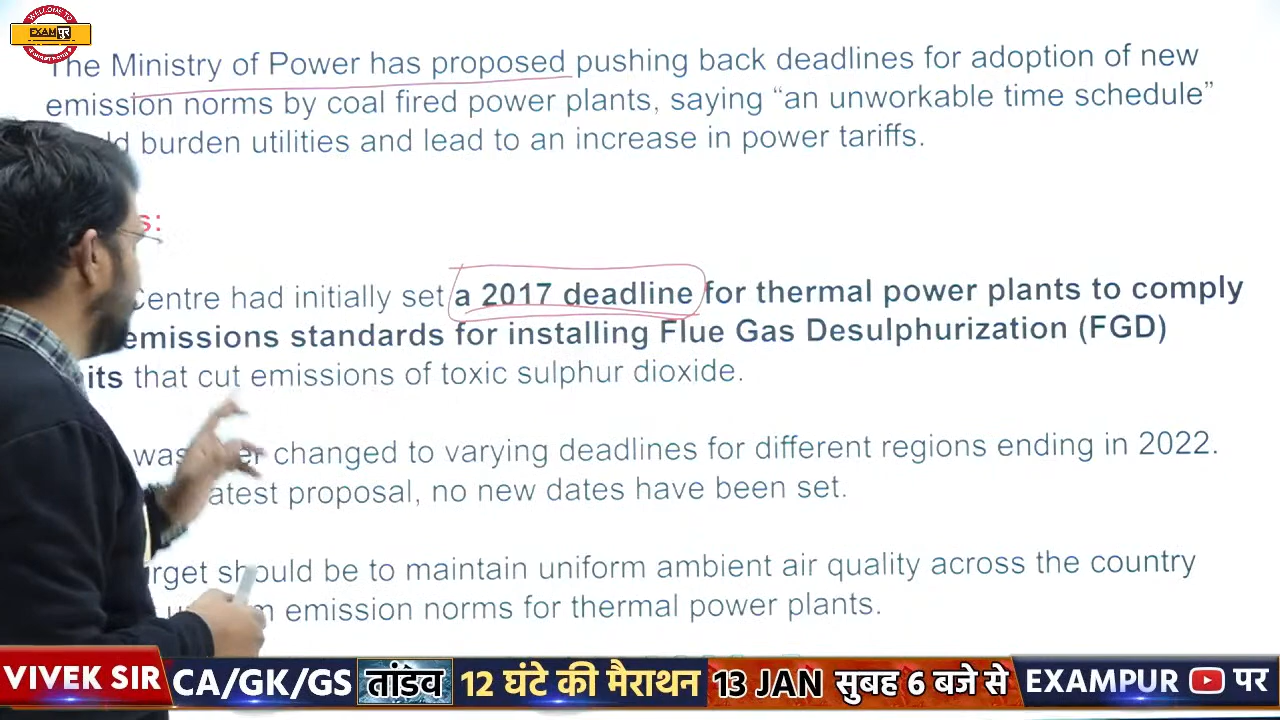 WELCOME TO
EXAM पुर
The Ministry of Power has proposed pushing back deadlines for adoption of new
emission norms by coal fired power plants, saying “an unworkable time schedule”
burden utilities and lead to an increase in power tariffs.
s:
Centre had initially set a 2017 deadline for thermal power plants to comply
emissions standards for installing Flue Gas Desulphurization (FGD)
its that cut emissions of toxic sulphur dioxide.
was changed to varying deadlines for different regions ending in 2022.
atest proposal, no new dates have been set.
rget should be to maintain uniform ambient air quality across the country
emission norms for thermal power plants.
VIVEK SIR CA/GK/GS तांडव 12 घंटे की मैराथन 13 JAN सुबह 6 बजे से EXAMPUR पर